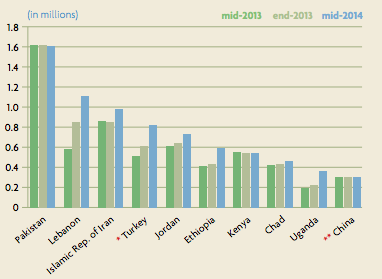 (in millions) mid-2013 end-2013 mid-2014
1.8
1.6
1.4
1.2
1.0
0.8
0.6
0.4
0.2
0
Pakistan
Lebanon
Islamic Rep. of Iran
* Turkey
Jordan
Ethiopia
Kenya
Chad
Uganda
** China